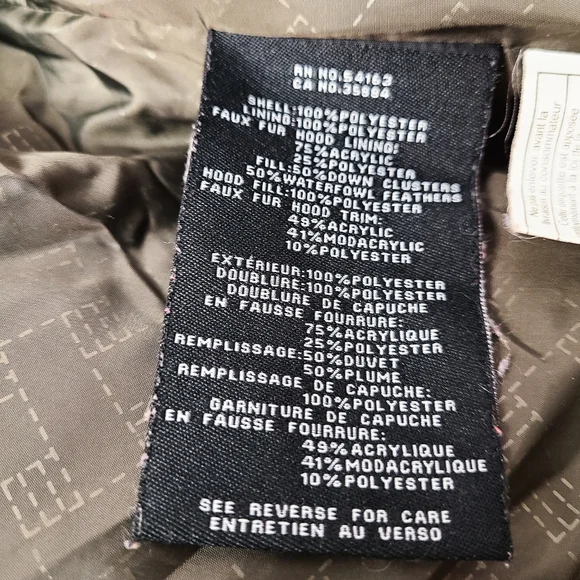 RN NO.54163
CA NO.35694
SHELL:100%POLYESTER
LINING:100%POLYESTER
FAUX FUR HOOD LINING:
75%ACRYLIC
25%POLYESTER
FILL:50%DOWN CLUSTERS
50%WATERFOWL FEATHERS
HOOD FILL:100%POLYESTER
FAUX FUR HOOD TRIM:
49%ACRYLIC
41%MODACRYLIC
10%POLYESTER
EXTÉRIEUR:100%POLYESTER
DOUBLURE:100%POLYESTER
DOUBLURE DE CAPUCHE
EN FAUSSE FOURRURE:
75%ACRYLIQUE
25%POLYESTER
REMPLISSAGE:50%DUVET
50%PLUME
REMPLISSAGE DE CAPUCHE:
100%POLYESTER
GARNITURE DE CAPUCHE
EN FAUSSE FOURRURE:
49%ACRYLIQUE
41%MODACRYLIQUE
10%POLYESTER
SEE REVERSE FOR CARE
ENTRETIEN AU VERSO